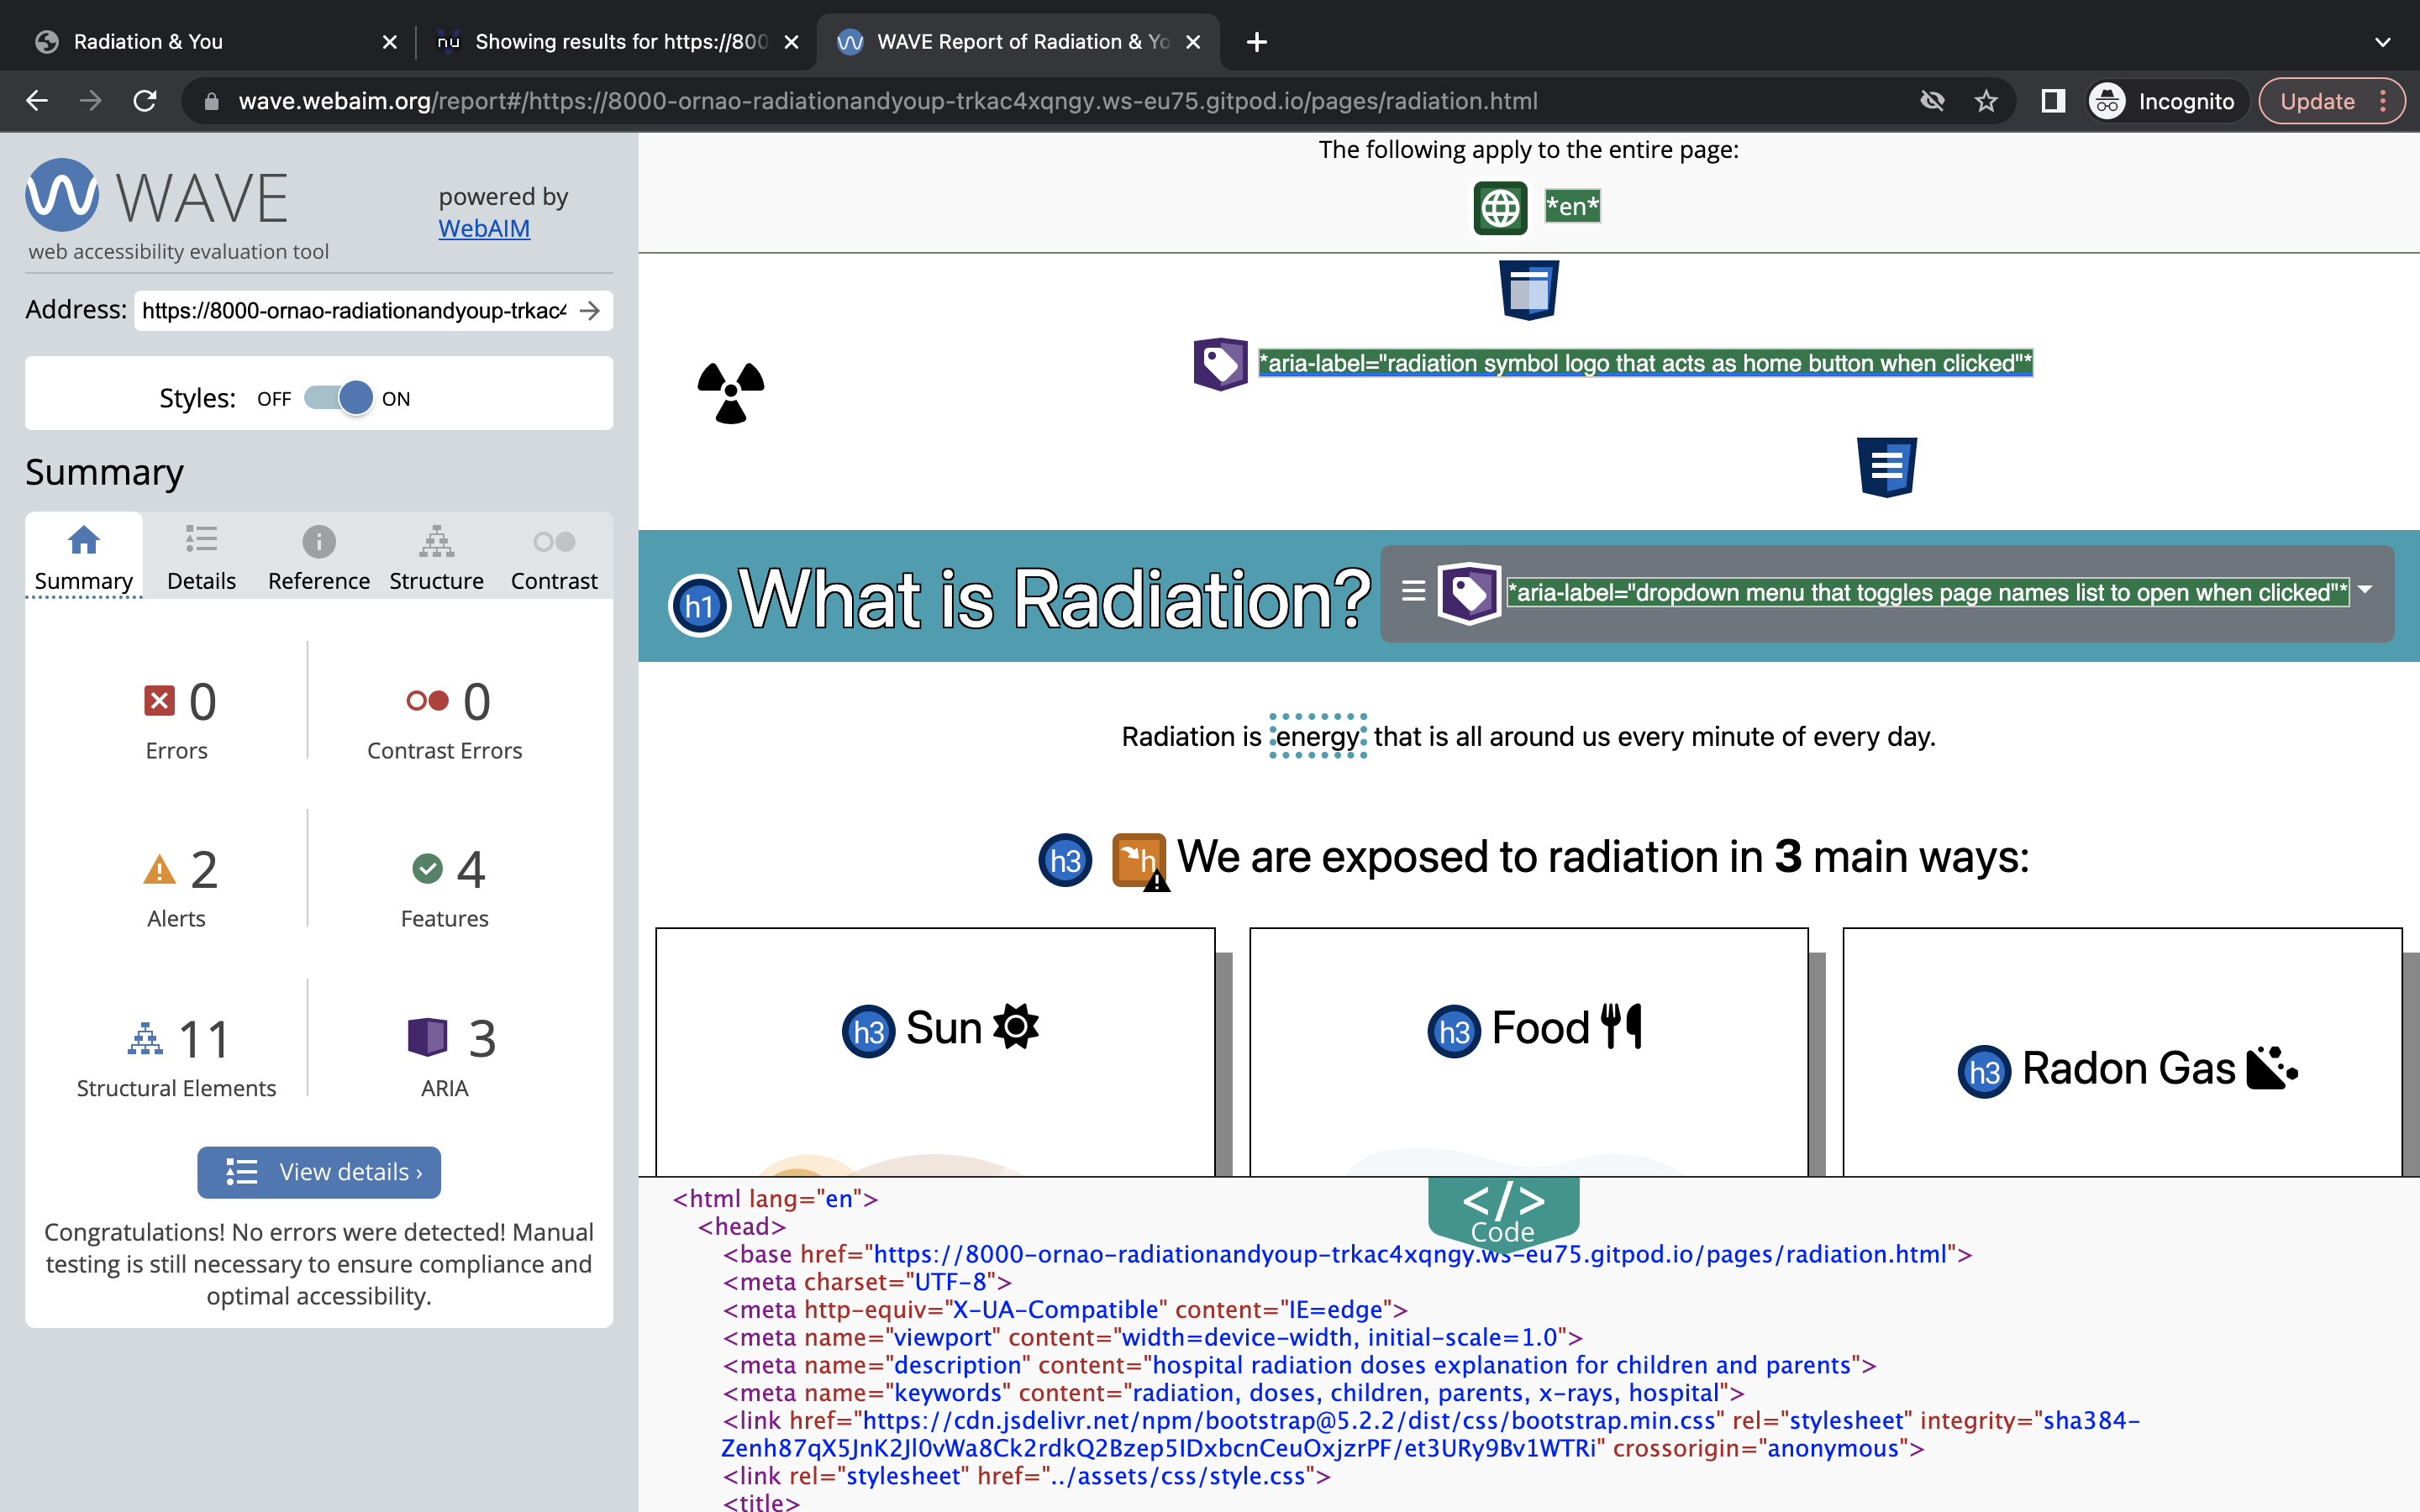 Radiation & You
nu Showing results for https://800
WAVE Report of Radiation & Yo
wave.webaim.org/report#/https://8000-ornao-radiationandyoup-trkac4xqngy.ws-eu75.gitpod.io/pages/radiation.html
Incognito
Update
WAVE
powered by
WebAIM
web accessibility evaluation tool
Address: https://8000-ornao-radiationandyoup-trkac4
Styles: OFF ON
Summary
Summary Details Reference Structure Contrast
0 0
Errors Contrast Errors
2 4
Alerts Features
11 3
Structural Elements ARIA
View details ›
Congratulations! No errors were detected! Manual
testing is still necessary to ensure compliance and
optimal accessibility.
The following apply to the entire page:
*en*
*aria-label="radiation symbol logo that acts as home button when clicked"*
h1 What is Radiation? *aria-label="dropdown menu that toggles page names list to open when clicked"*
Radiation is energy that is all around us every minute of every day.
h3 h We are exposed to radiation in 3 main ways:
h3 Sun
h3 Food
h3 Radon Gas
</>
Code
<html lang="en">
<head>
<base href="https://8000-ornao-radiationandyoup-trkac4xqngy.ws-eu75.gitpod.io/pages/radiation.html">
<meta charset="UTF-8">
<meta http-equiv="X-UA-Compatible" content="IE=edge">
<meta name="viewport" content="width=device-width, initial-scale=1.0">
<meta name="description" content="hospital radiation doses explanation for children and parents">
<meta name="keywords" content="radiation, doses, children, parents, x-rays, hospital">
<link href="https://cdn.jsdelivr.net/npm/bootstrap@5.2.2/dist/css/bootstrap.min.css" rel="stylesheet" integrity="sha384-
Zenh87qX5JnK2Jl0vWa8Ck2rdkQ2Bzep5IDxbcnCeuOxjzrPF/et3URy9Bv1WTRi" crossorigin="anonymous">
<link rel="stylesheet" href="../assets/css/style.css">
<title>